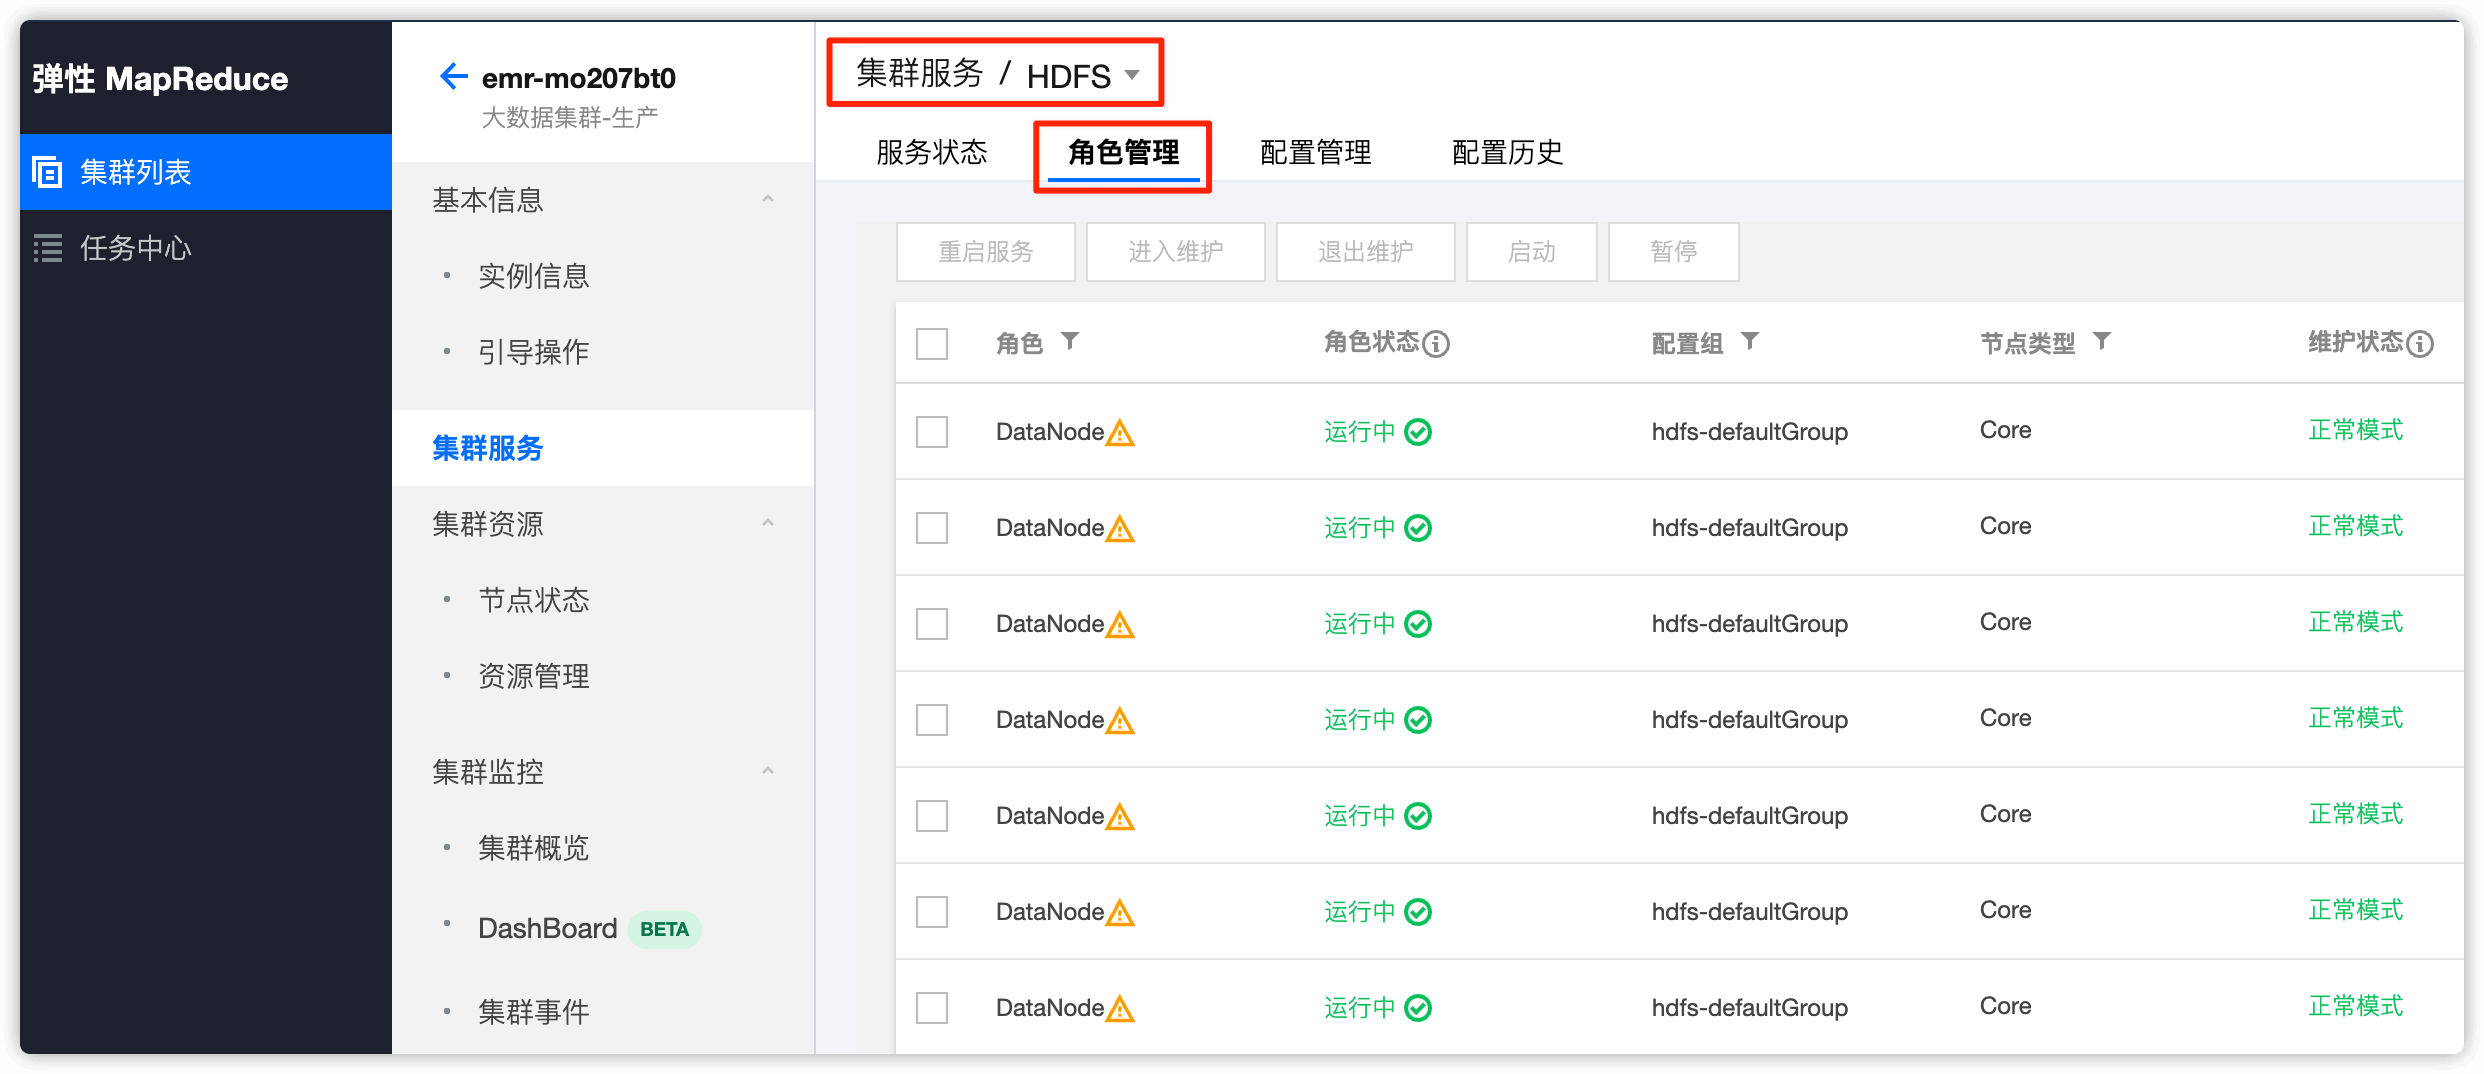 弹性 MapReduce
集群列表
任务中心
emr-mo207bt0
大数据集群-生产
基本信息
实例信息
引导操作
集群服务
集群资源
节点状态
资源管理
集群监控
集群概览
DashBoard BETA
集群事件
集群服务 / HDFS
服务状态 角色管理 配置管理 配置历史
重启服务 进入维护 退出维护 启动 暂停
角色 角色状态 配置组 节点类型 维护状态
DataNode 运行中 hdfs-defaultGroup Core 正常模式
DataNode 运行中 hdfs-defaultGroup Core 正常模式
DataNode 运行中 hdfs-defaultGroup Core 正常模式
DataNode 运行中 hdfs-defaultGroup Core 正常模式
DataNode 运行中 hdfs-defaultGroup Core 正常模式
DataNode 运行中 hdfs-defaultGroup Core 正常模式
DataNode 运行中 hdfs-defaultGroup Core 正常模式